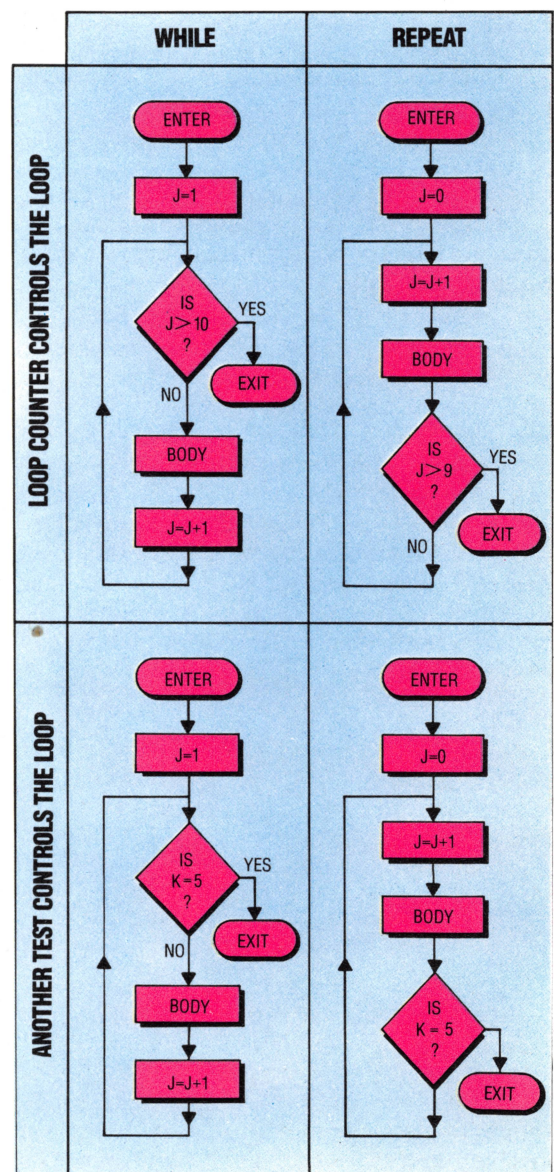 WHILE
REPEAT
LOOP COUNTER CONTROLS THE LOOP
ENTER
J=1
IS
J> 10
?
YES
EXIT
NO
BODY
J=J+1
ENTER
J=0
J=J+1
BODY
IS
J>9
?
YES
EXIT
NO
ANOTHER TEST CONTROLS THE LOOP
ENTER
J=1
IS
K=5
?
YES
EXIT
NO
BODY
J=J+1
ENTER
J=0
J=J+1
BODY
IS
K = 5
?
EXIT